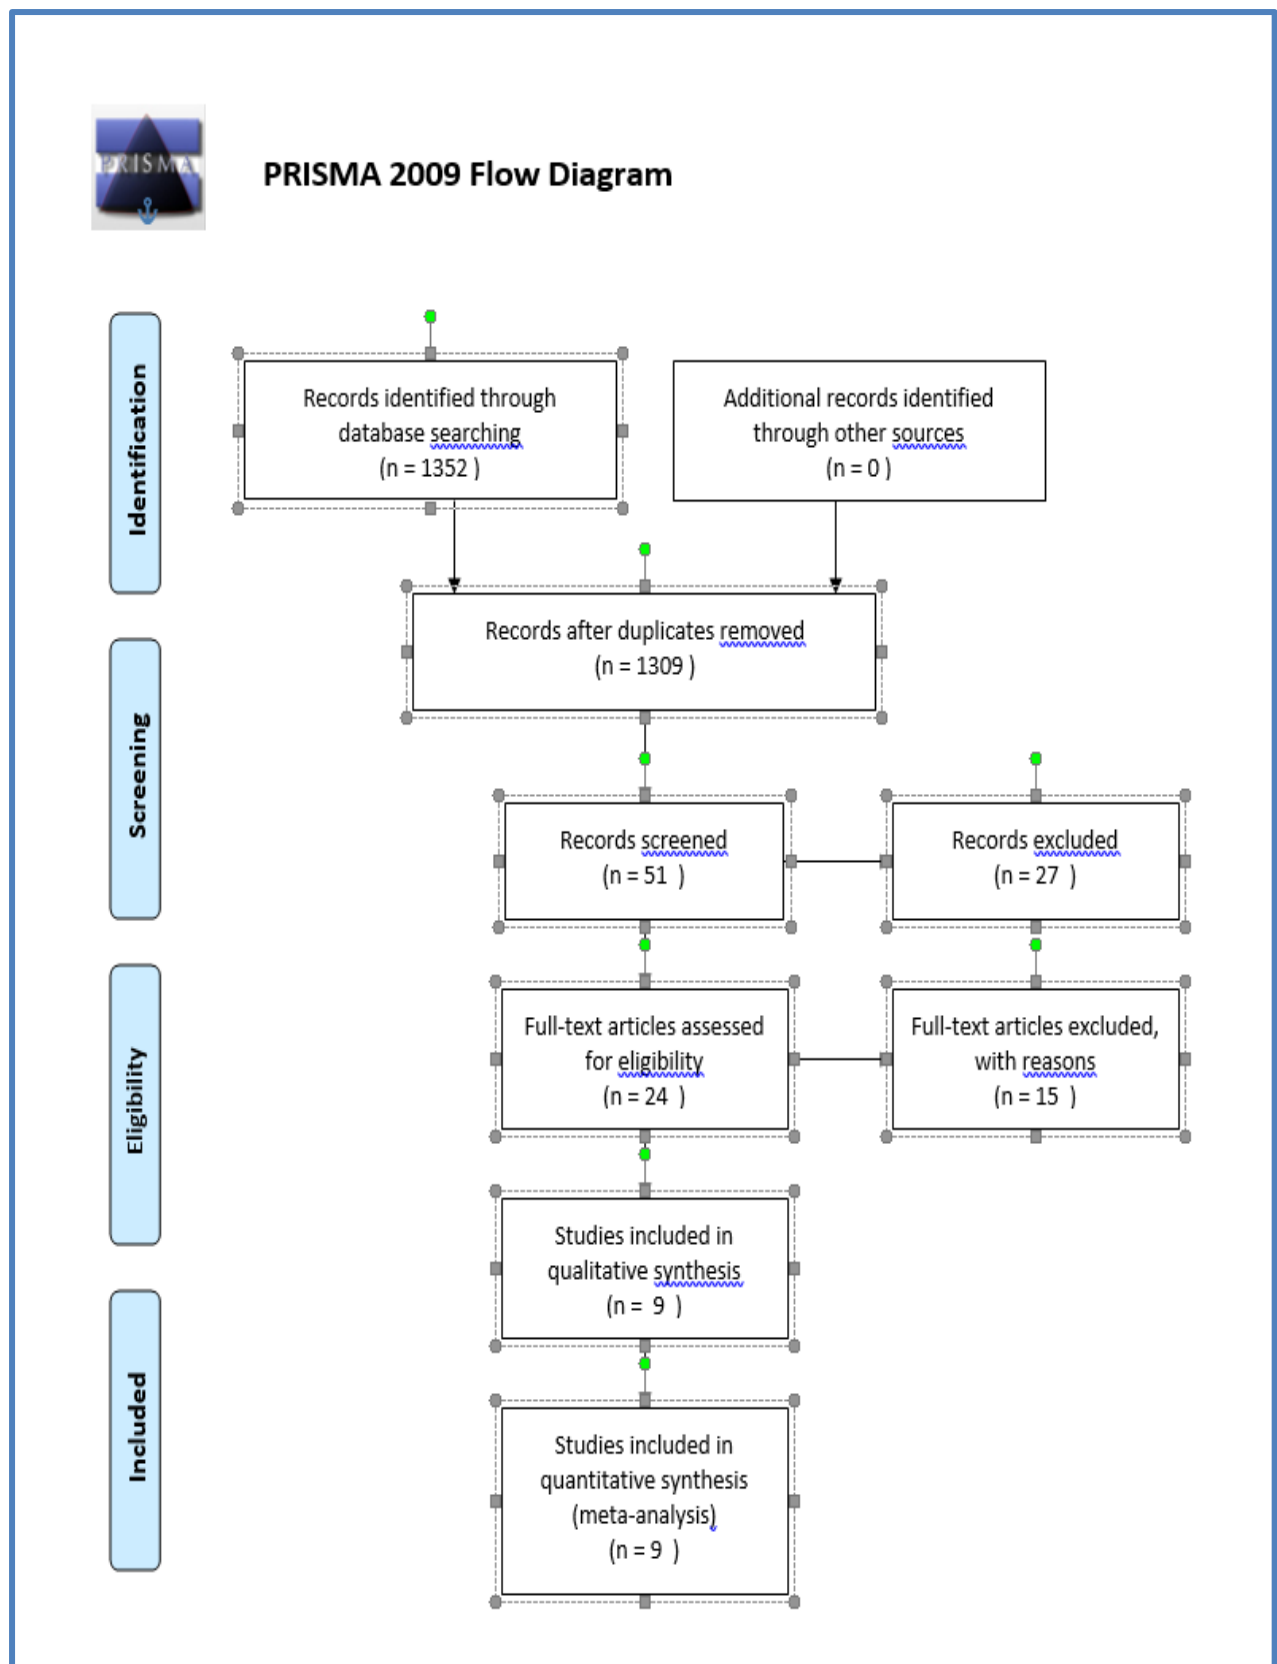 PRISMA
PRISMA 2009 Flow Diagram
Identification
Records identified through
database searching
(n = 1352 )
Additional records identified
through other sources
(n = 0 )
Records after duplicates removed
(n = 1309 )
Screening
Records screened
(n = 51 )
Records excluded
(n = 27 )
Eligibility
Full-text articles assessed
for eligibility
(n = 24 )
Full-text articles excluded,
with reasons
(n = 15 )
Studies included in
qualitative synthesis
(n = 9 )
Included
Studies included in
quantitative synthesis
(meta-analysis)
(n = 9 )